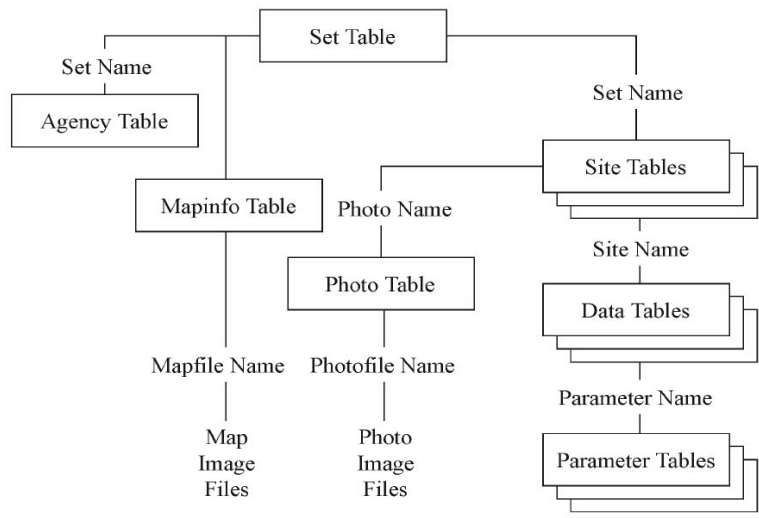 Set Table
Set Name
Agency Table
Set Name
Site Tables
Mapinfo Table
Photo Name
Site Name
Photo Table
Data Tables
Mapfile Name
Photofile Name
Parameter Name
Map
Image
Files
Photo
Image
Files
Parameter Tables